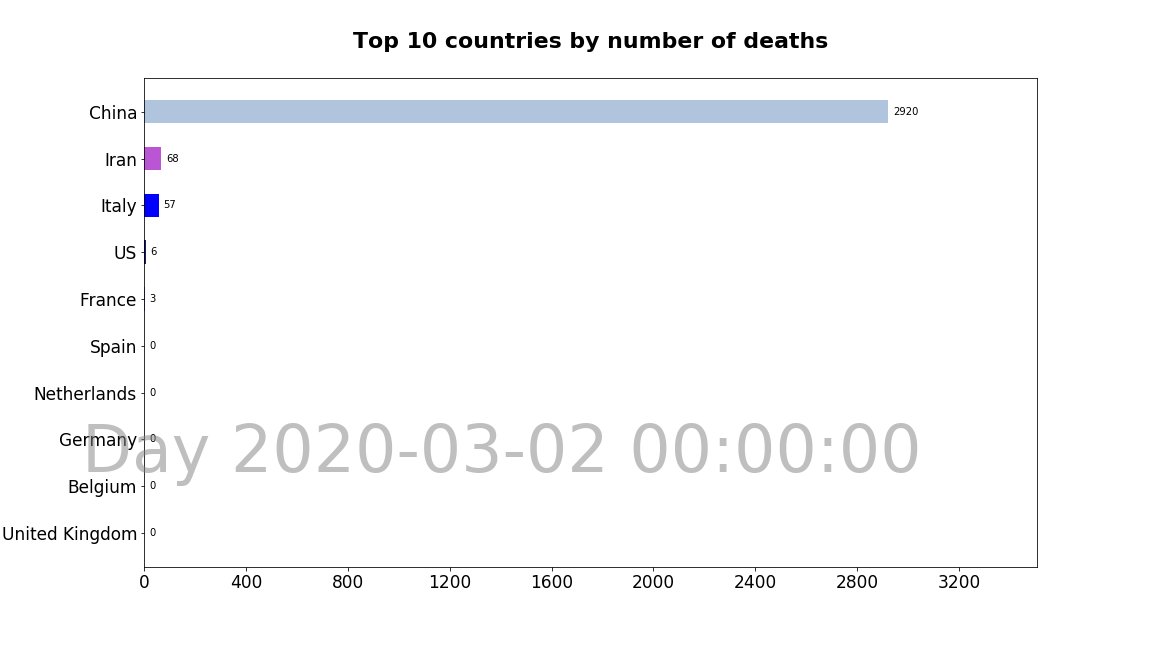 Top 10 countries by number of deaths
China 2920
Iran 68
Italy 57
US 6
France 3
Spain 0
Netherlands 0
Germany 0
Day 2020-03-02 00:00:00
Belgium 0
United Kingdom 0
0 400 800 1200 1600 2000 2400 2800 3200